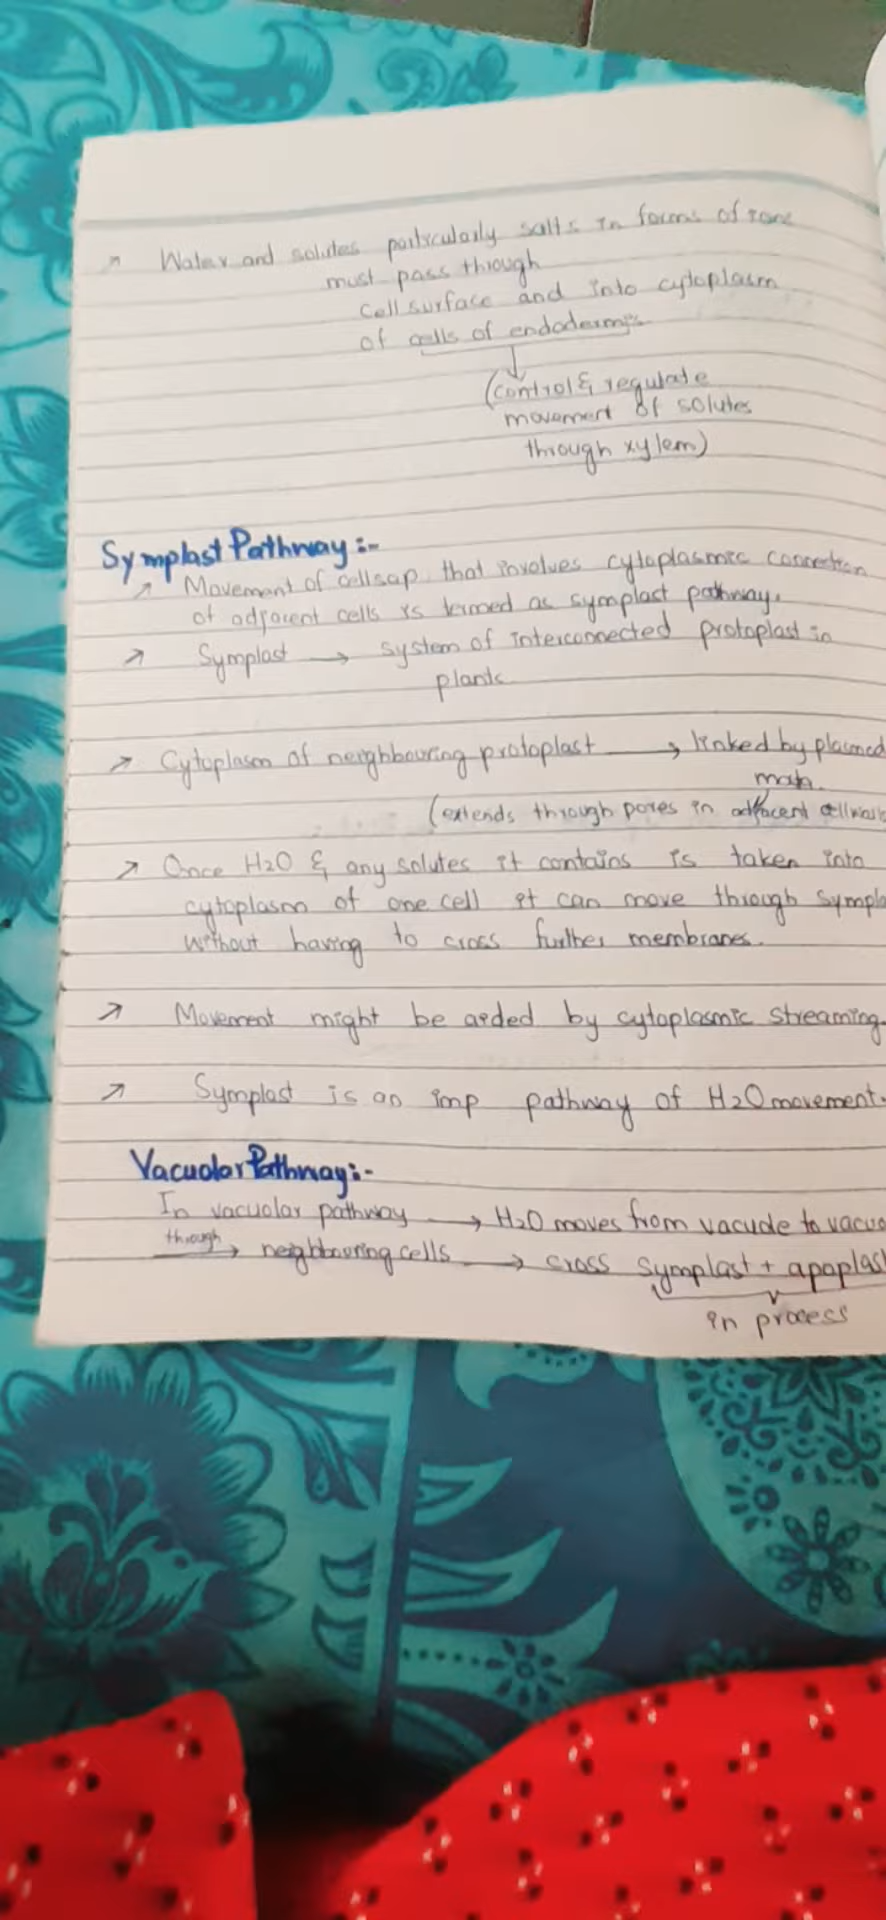 Water and solutes particularly salts in forms of ions
must pass through
cell surface and into cytoplasm
of cells of endodermis
(control & regulate
movement of solutes
through xylem)
Symplast Pathway:-
Movement of cell sap that involves cytoplasmic connection
of adjacent cells is termed as symplast pathway.
Symplast → system of interconnected protoplast in
plants
Cytoplasm of neighbouring protoplast → linked by plasmod
mata.
(extends through pores in adjacent cell walls
Once H2O & any solutes it contains is taken into
cytoplasm of one cell it can move through sympla
without having to cross further membranes.
Movement might be aided by cytoplasmic streaming.
Symplast is an imp pathway of H2O movement.
Vacuolar Pathway:-
In vacuolar pathway → H2O moves from vacuole to vacuo
through → neighbouring cells → cross symplast + apoplast
in process